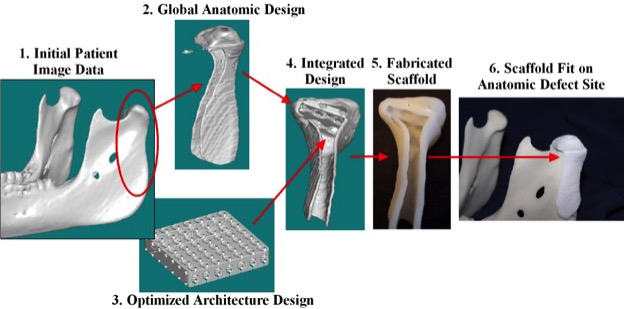 1. Initial Patient
Image Data
2. Global Anatomic Design
3. Optimized Architecture Design
4. Integrated
Design
5. Fabricated
Scaffold
6. Scaffold Fit on
Anatomic Defect Site